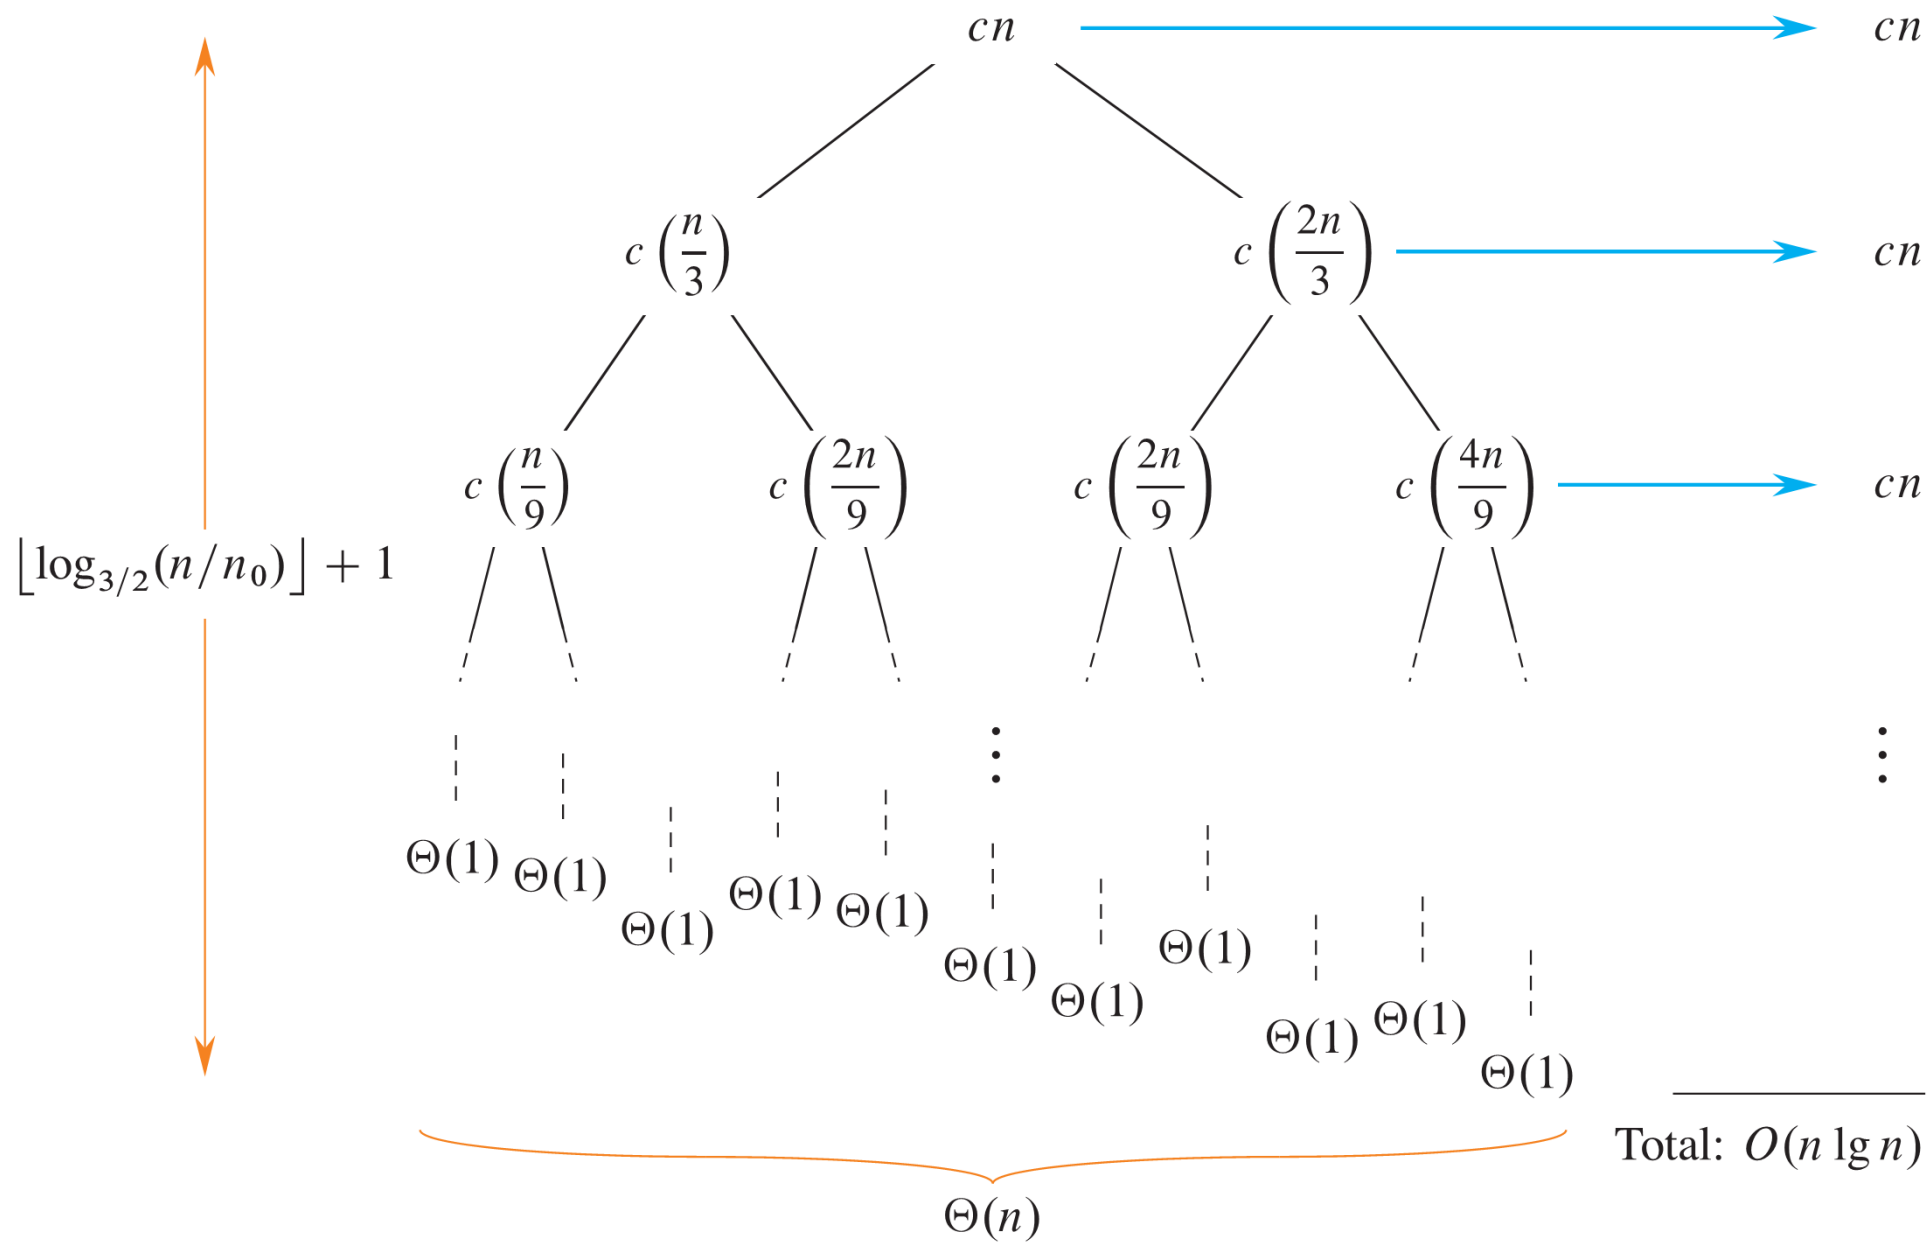 cn cn
c(n/3) c(2n/3) cn
c(n/9) c(2n/9) c(2n/9) c(4n/9) cn
⌊log_{3/2}(n/n_0)⌋ + 1
⋮ ⋮
Θ(1) Θ(1) Θ(1) Θ(1) Θ(1) Θ(1) Θ(1) Θ(1) Θ(1) Θ(1) Θ(1)
Total: O(n lg n)
Θ(n)